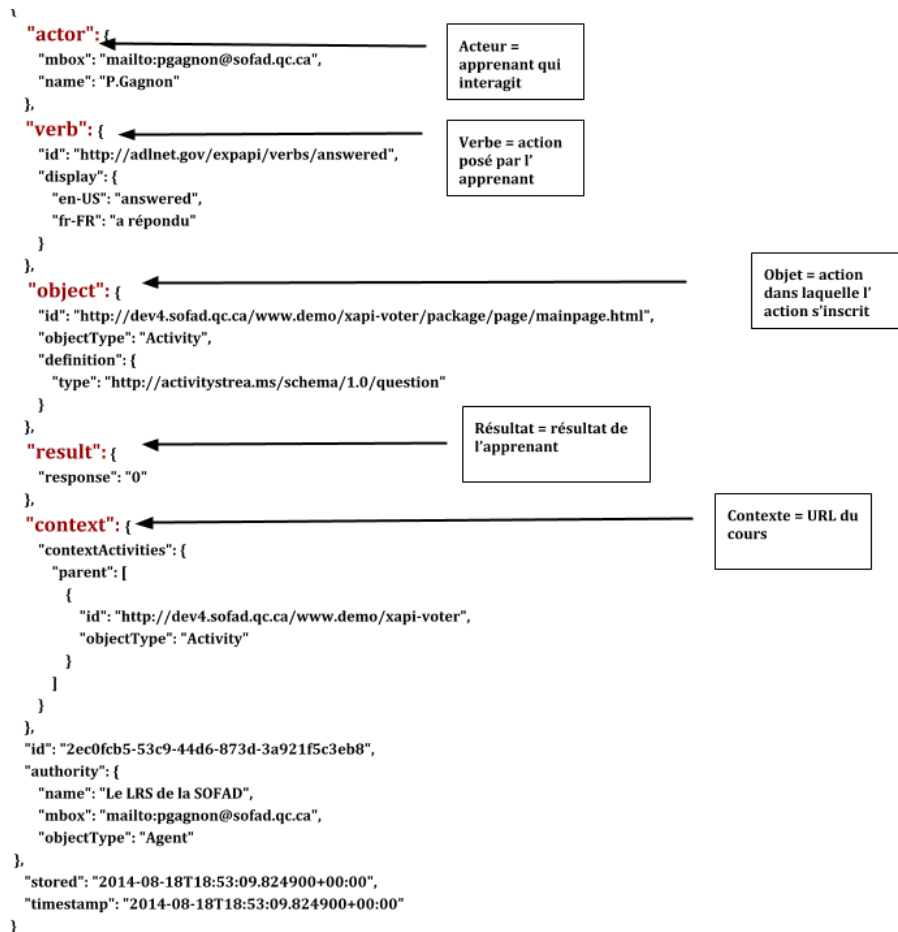 {
"actor": {
"mbox": "mailto:pgagnon@sofad.qc.ca",
"name": "P.Gagnon"
},
Acteur =
apprenant qui
interagit
"verb": {
"id": "http://adlnet.gov/expapi/verbs/answered",
"display": {
"en-US": "answered",
"fr-FR": "a répondu"
}
},
Verbe = action
posé par l’
apprenant
"object": {
"id": "http://dev4.sofad.qc.ca/www.demo/xapi-voter/package/page/mainpage.html",
"objectType": "Activity",
"definition": {
"type": "http://activitystrea.ms/schema/1.0/question"
}
},
Objet = action
dans laquelle l’
action s’inscrit
"result": {
"response": "0"
},
Résultat = résultat de
l’apprenant
"context": {
"contextActivities": {
"parent": [
{
"id": "http://dev4.sofad.qc.ca/www.demo/xapi-voter",
"objectType": "Activity"
}
]
}
},
Contexte = URL du
cours
"id": "2ec0fcb5-53c9-44d6-873d-3a921f5c3eb8",
"authority": {
"name": "Le LRS de la SOFAD",
"mbox": "mailto:pgagnon@sofad.qc.ca",
"objectType": "Agent"
},
"stored": "2014-08-18T18:53:09.824900+00:00",
"timestamp": "2014-08-18T18:53:09.824900+00:00"
}